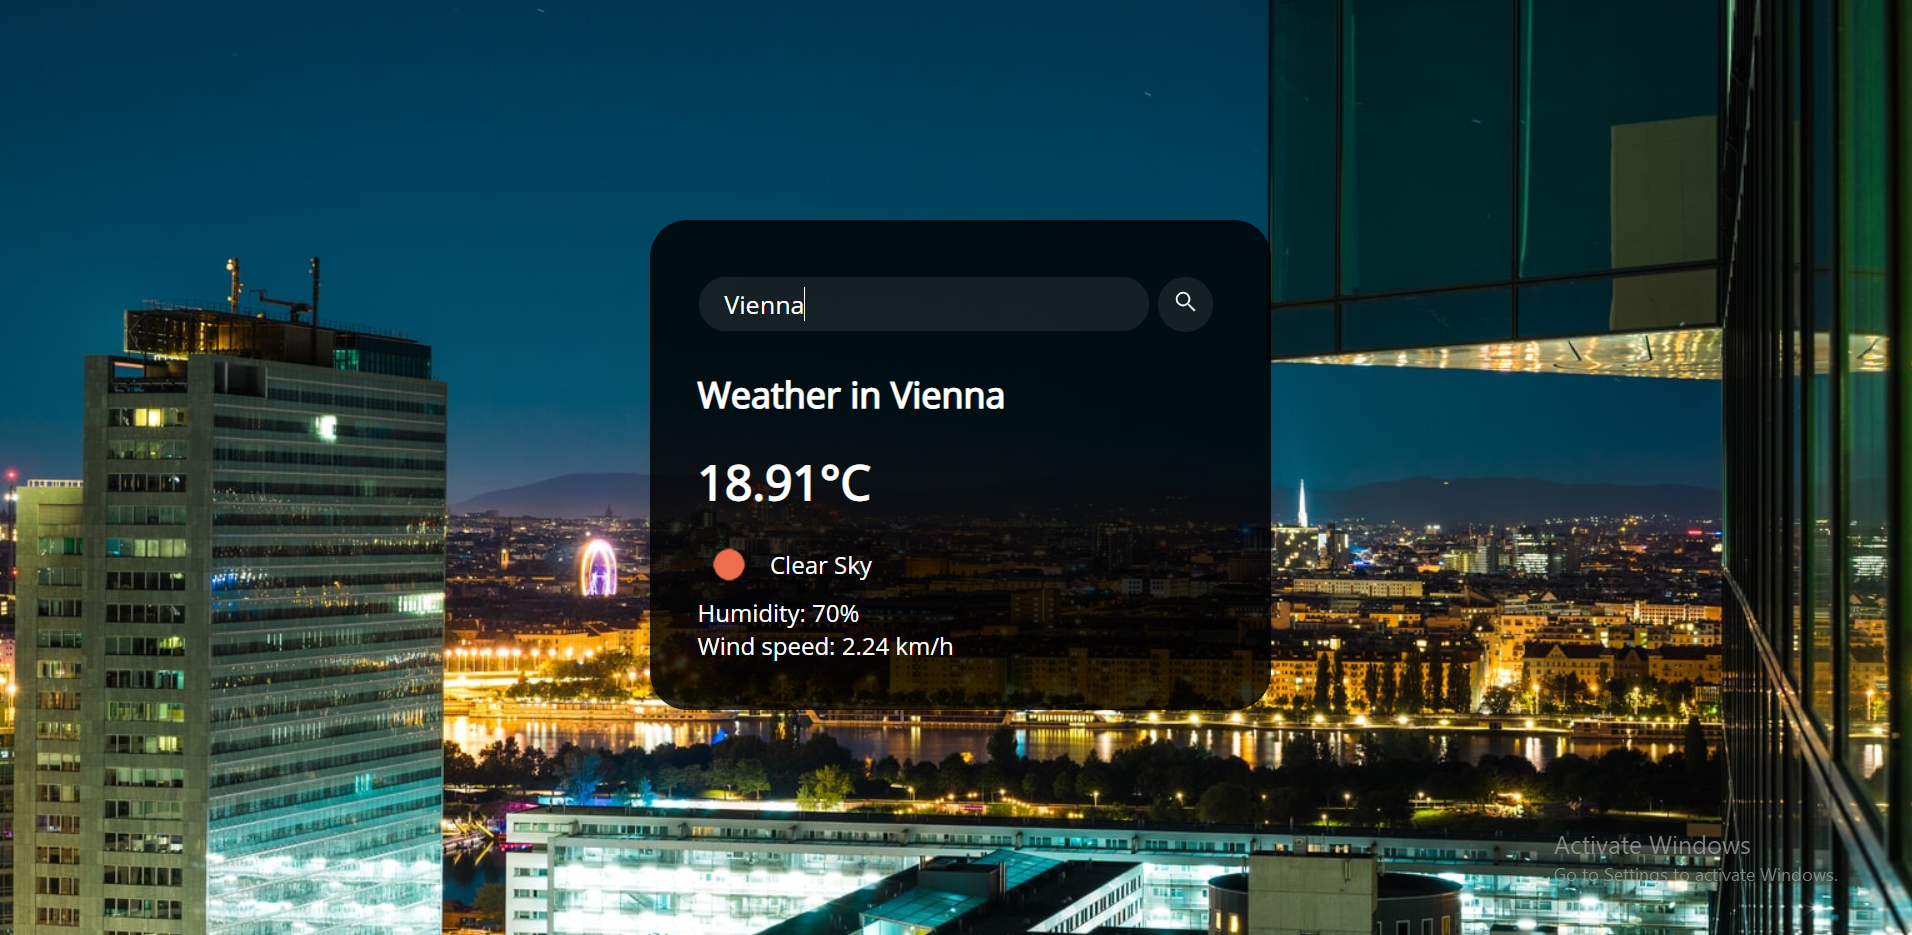 Vienna
Weather in Vienna
18.91°C
Clear Sky
Humidity: 70%
Wind speed: 2.24 km/h
Activate Windows
Go to Settings to activate Windows.